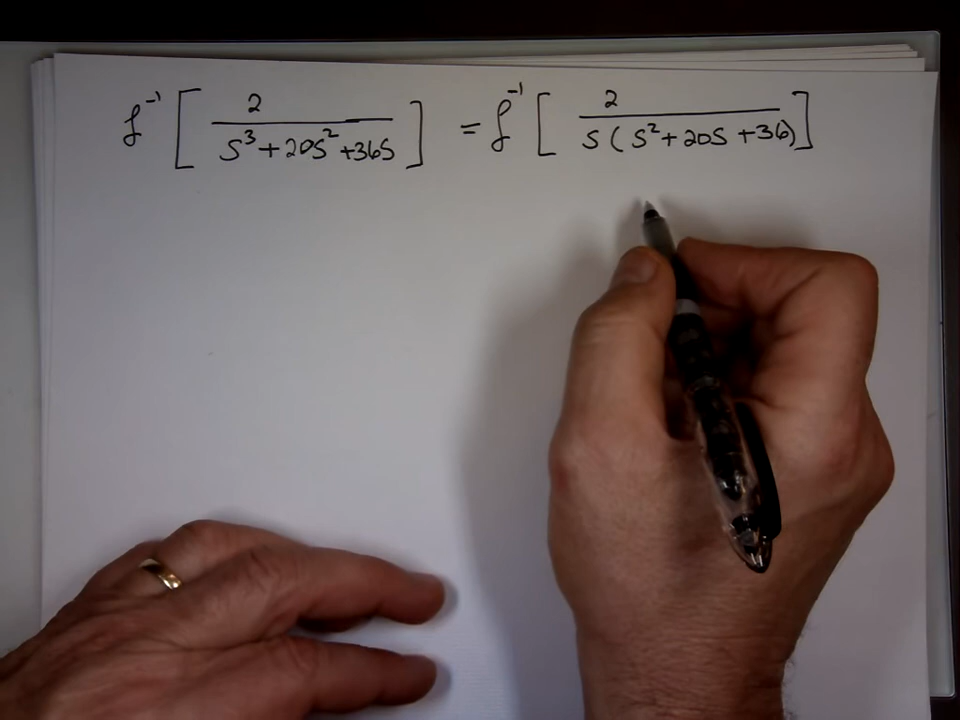 ℒ⁻¹ [ 2 / (s³ + 20s² + 36s) ] = ℒ⁻¹ [ 2 / (s(s² + 20s + 36)) ]